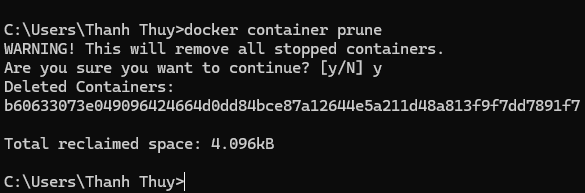 C:\Users\Thanh Thuy>docker container prune
WARNING! This will remove all stopped containers.
Are you sure you want to continue? [y/N] y
Deleted Containers:
b60633073e049096424664d0dd84bce87a12644e5a211d48a813f9f7dd7891f7

Total reclaimed space: 4.096kB

C:\Users\Thanh Thuy>